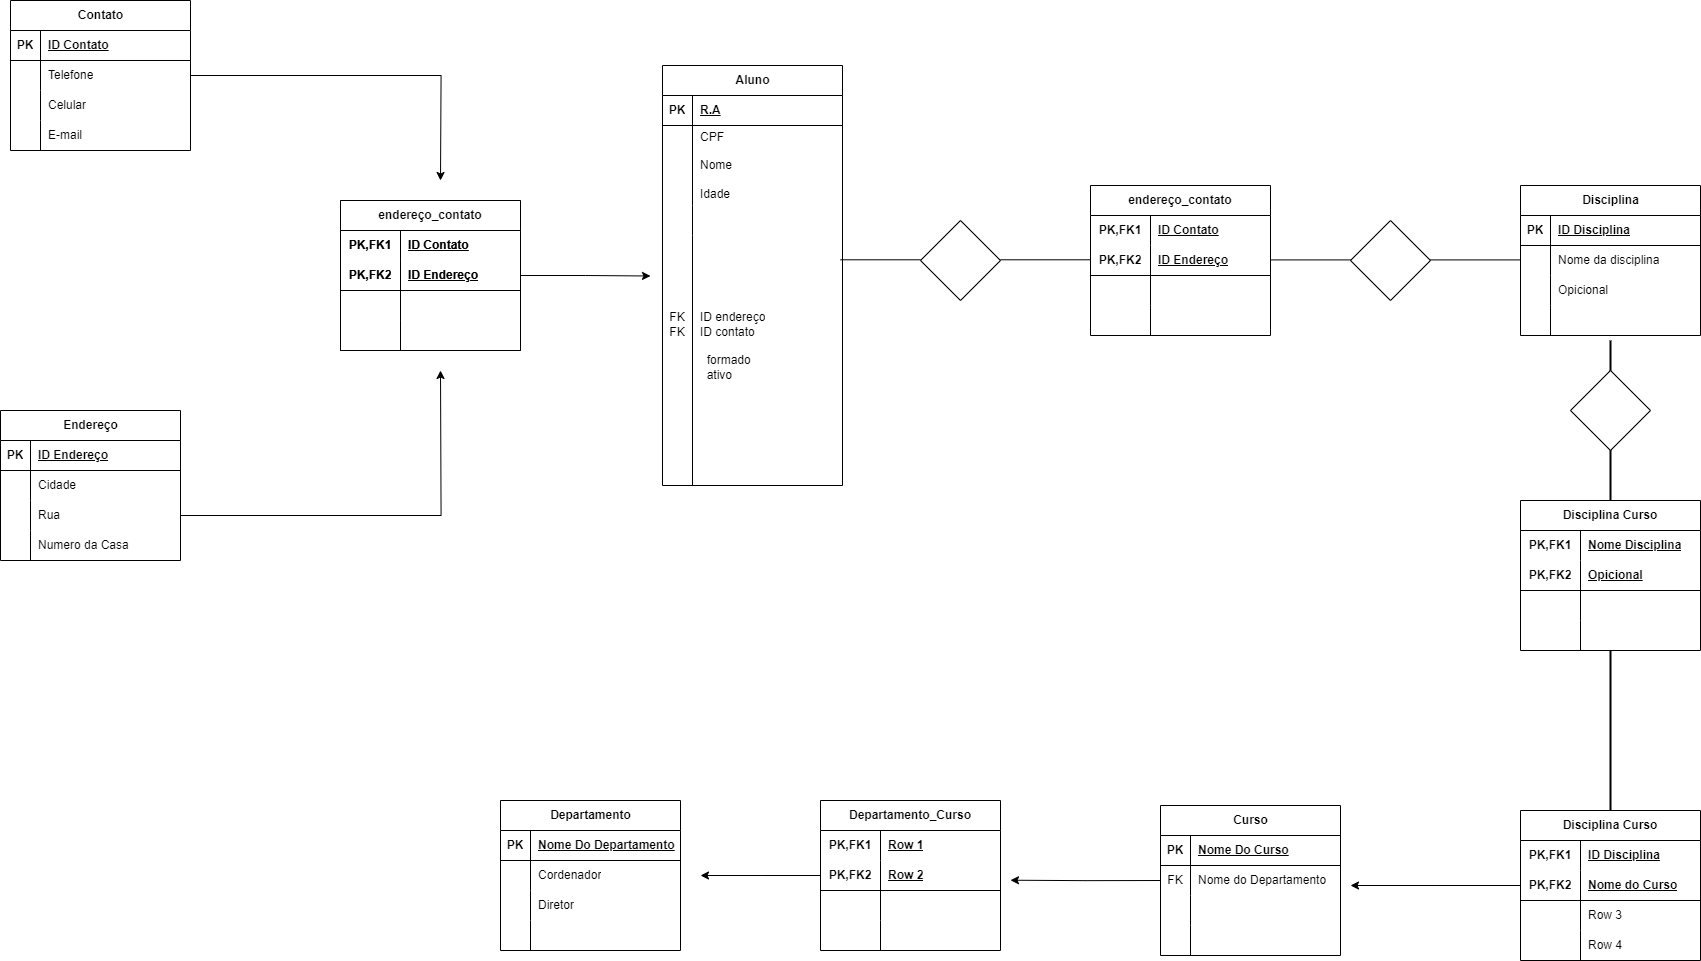 Contato
PK ID Contato
Telefone
Celular
E-mail
endereço_contato
PK,FK1 ID Contato
PK,FK2 ID Endereço
Endereço
PK ID Endereço
Cidade
Rua
Numero da Casa
Aluno
PK R.A
CPF
Nome
Idade
FK ID endereço
FK ID contato
formado
ativo
endereço_contato
PK,FK1 ID Contato
PK,FK2 ID Endereço
Disciplina
PK ID Disciplina
Nome da disciplina
Opicional
Disciplina Curso
PK,FK1 Nome Disciplina
PK,FK2 Opicional
Departamento
PK Nome Do Departamento
Cordenador
Diretor
Departamento_Curso
PK,FK1 Row 1
PK,FK2 Row 2
Curso
PK Nome Do Curso
FK Nome do Departamento
Disciplina Curso
PK,FK1 ID Disciplina
PK,FK2 Nome do Curso
Row 3
Row 4